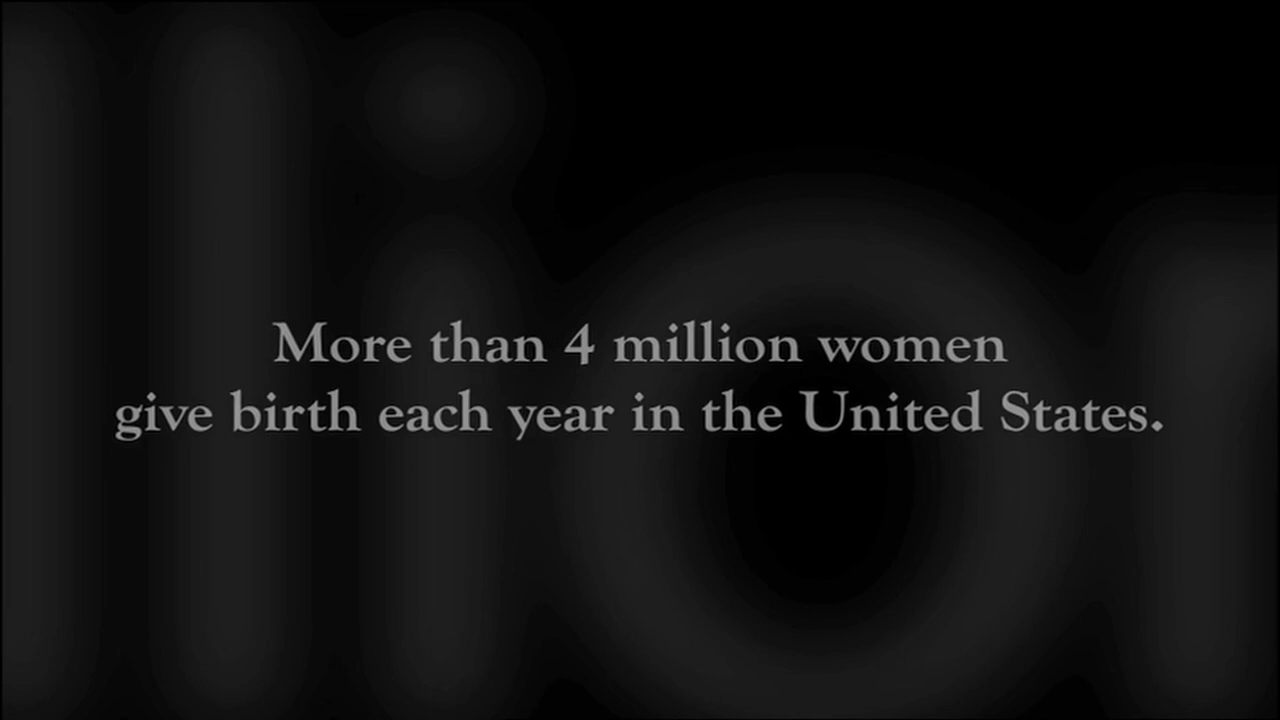 More than 4 million women
give birth each year in the United States.